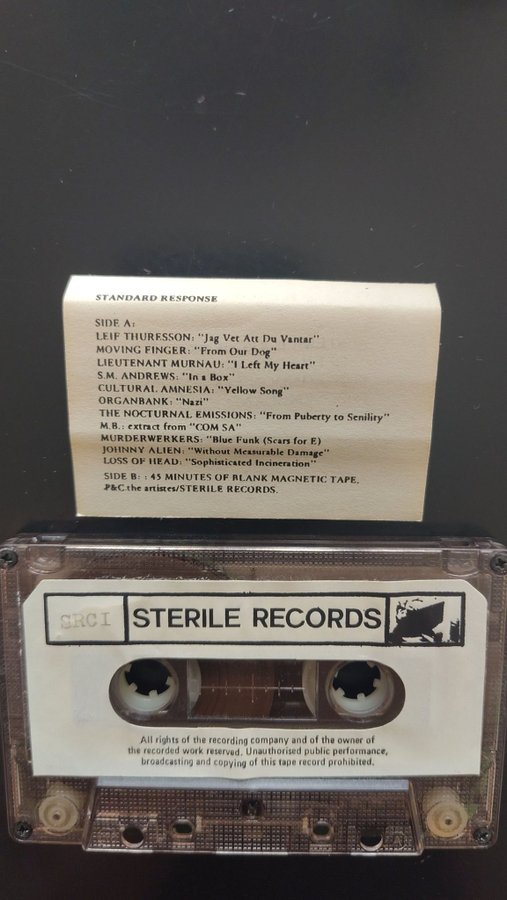 STANDARD RESPONSE
SIDE A:
LEIF THURESSON: "Jag Vet Att Du Vantar"
MOVING FINGER: "From Our Dog"
LIEUTENANT MURNAU: "I Left My Heart"
S.M. ANDREWS: "In a Box"
CULTURAL AMNESIA: "Yellow Song"
ORGANBANK: "Nazi"
THE NOCTURNAL EMISSIONS: "From Puberty to Senility"
M.B.: extract from "COM SA"
MURDERWERKERS: "Blue Funk (Scars for E)
JOHNNY ALIEN: "Without Measurable Damage"
LOSS OF HEAD: "Sophisticated Incineration"
SIDE B: : 45 MINUTES OF BLANK MAGNETIC TAPE,
P&C.the artistes/STERILE RECORDS.
SRCI
STERILE RECORDS
All rights of the recording company and of the owner of
the recorded work reserved. Unauthorised public performance,
broadcasting and copying of this tape record prohibited.